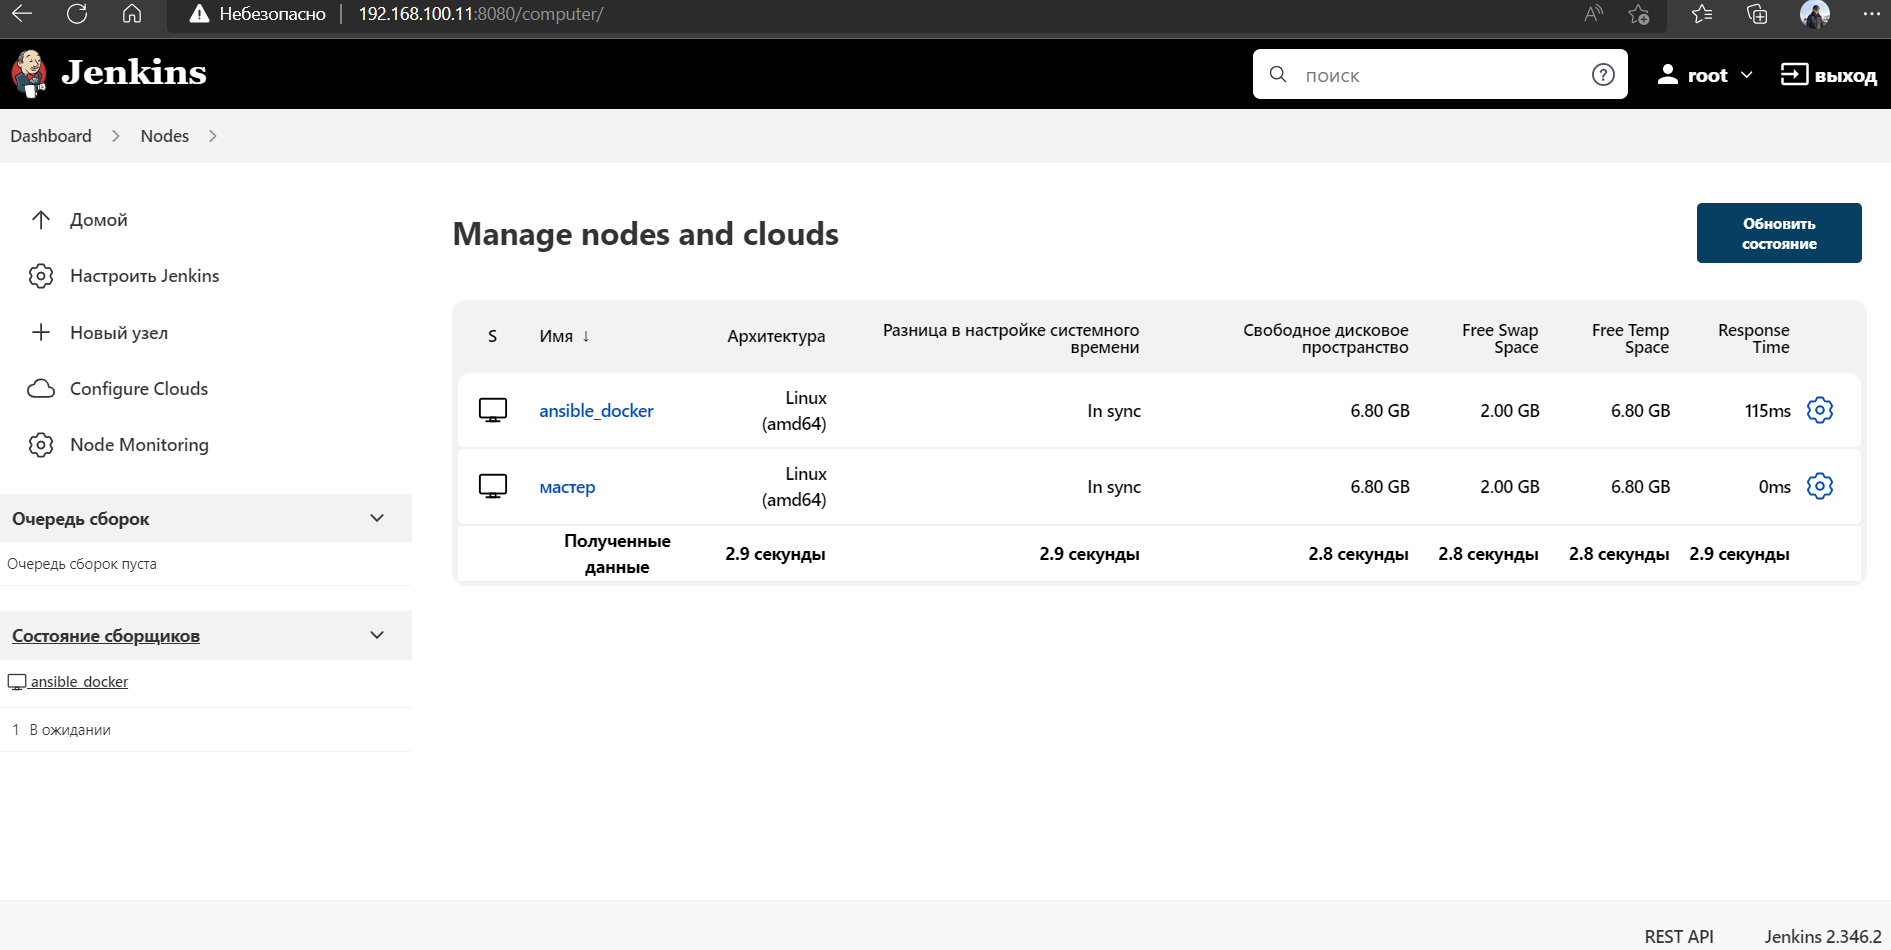 Небезопасно 192.168.100.11:8080/computer/
Jenkins
поиск
root
выход
Dashboard
Nodes
Домой
Настроить Jenkins
Новый узел
Configure Clouds
Node Monitoring
Очередь сборок
Очередь сборок пуста
Состояние сборщиков
ansible_docker
1 В ожидании
Manage nodes and clouds
Обновить
состояние
S Имя ↓ Архитектура Разница в настройке системного времени Свободное дисковое пространство Free Swap Space Free Temp Space Response Time
ansible_docker Linux (amd64) In sync 6.80 GB 2.00 GB 6.80 GB 115ms
мастер Linux (amd64) In sync 6.80 GB 2.00 GB 6.80 GB 0ms
Полученные данные 2.9 секунды 2.9 секунды 2.8 секунды 2.8 секунды 2.8 секунды 2.9 секунды
REST API Jenkins 2.346.2